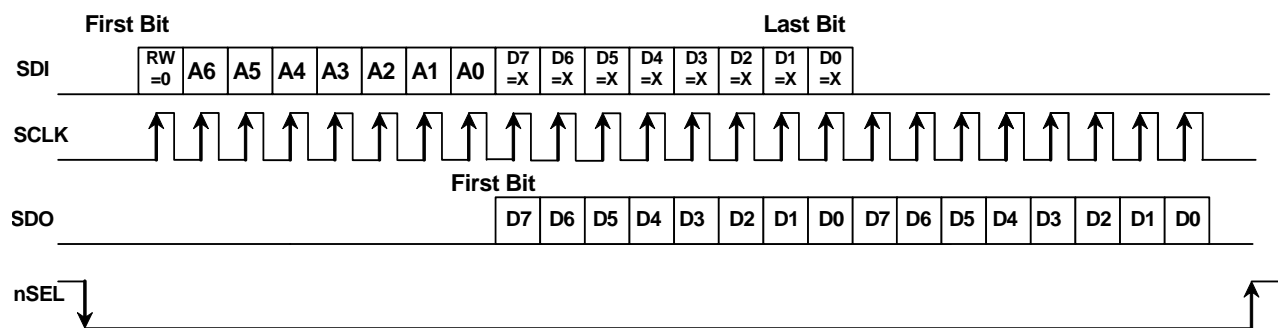 First Bit Last Bit
SDI RW =0 A6 A5 A4 A3 A2 A1 A0 D7 =X D6 =X D5 =X D4 =X D3 =X D2 =X D1 =X D0 =X
SCLK
First Bit
SDO D7 D6 D5 D4 D3 D2 D1 D0 D7 D6 D5 D4 D3 D2 D1 D0
nSEL